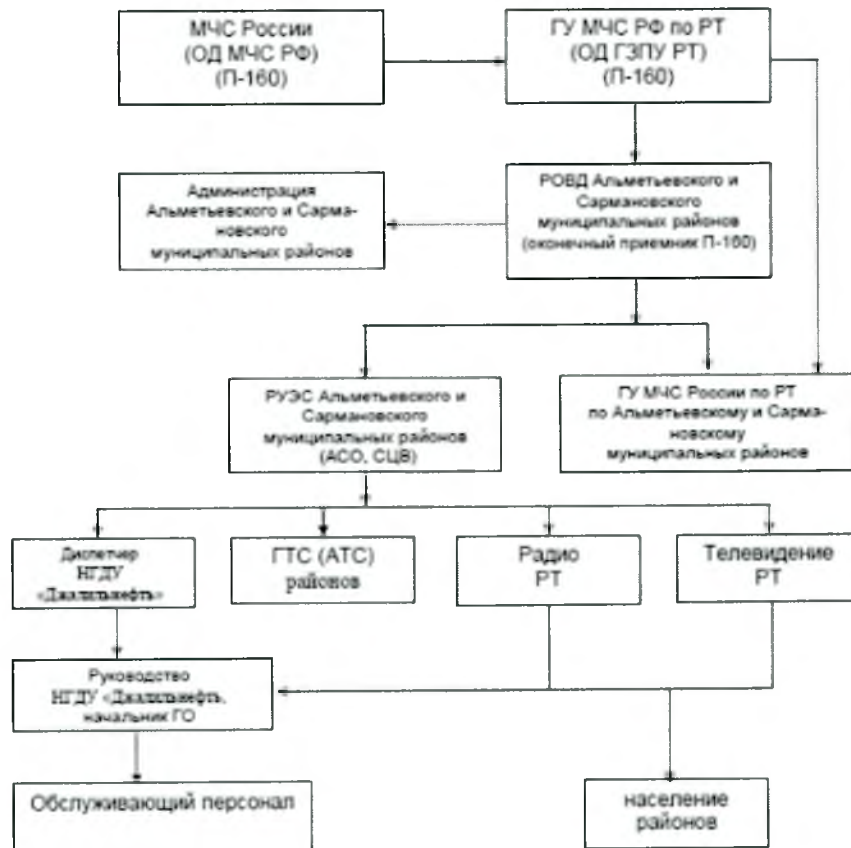 МЧС России
(ОД МЧС РФ)
(П-160)
ГУ МЧС РФ по РТ
(ОД ГЗПУ РТ)
(П-160)
Администрация
Альметьевского и Сарма-
новского
муниципальных районов
РОВД Альметьевского и
Сармановского
муниципальных районов
(оконечный приемник П-160)
РУЭС Альметьевского и
Сармановского
муниципальных районов
(АСО, СЦВ)
ГУ МЧС России по РТ
по Альметьевскому и Сарма-
новскому
муниципальных районов
Диспетчер
НГДУ
«Джалильнефть»
ГТС (АТС)
районов
Радио
РТ
Телевидение
РТ
Руководство
НГДУ «Джалильнефть,
начальник ГО
Обслуживающий персонал
население
районов